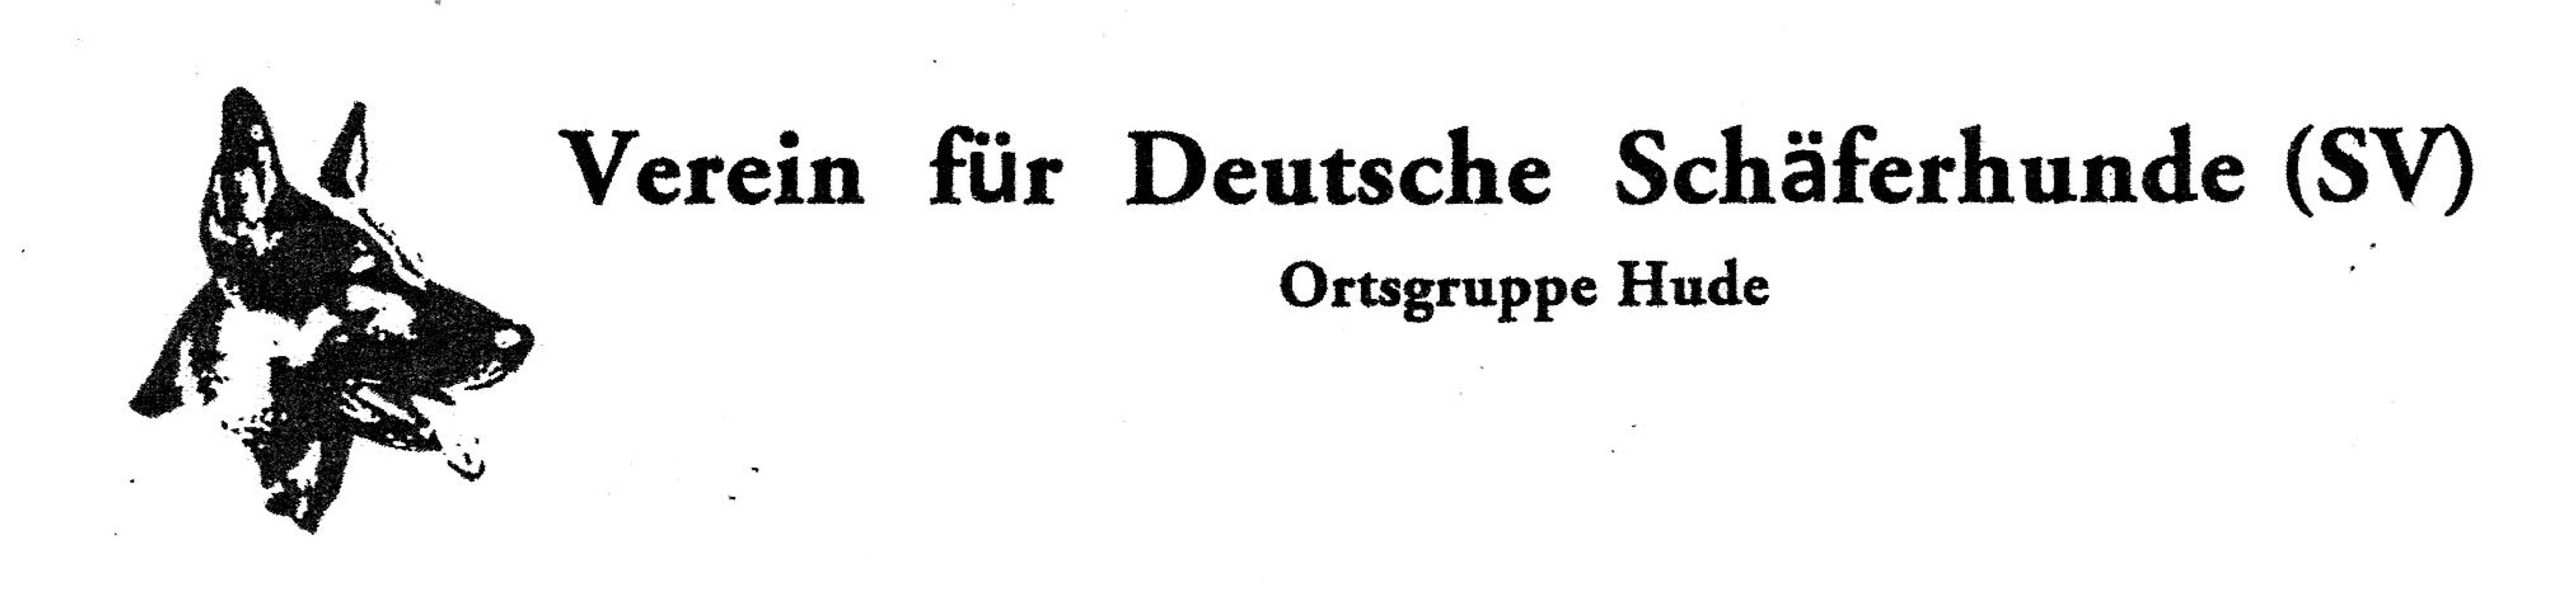 Verein für Deutsche Schäferhunde (SV)
Ortsgruppe Hude